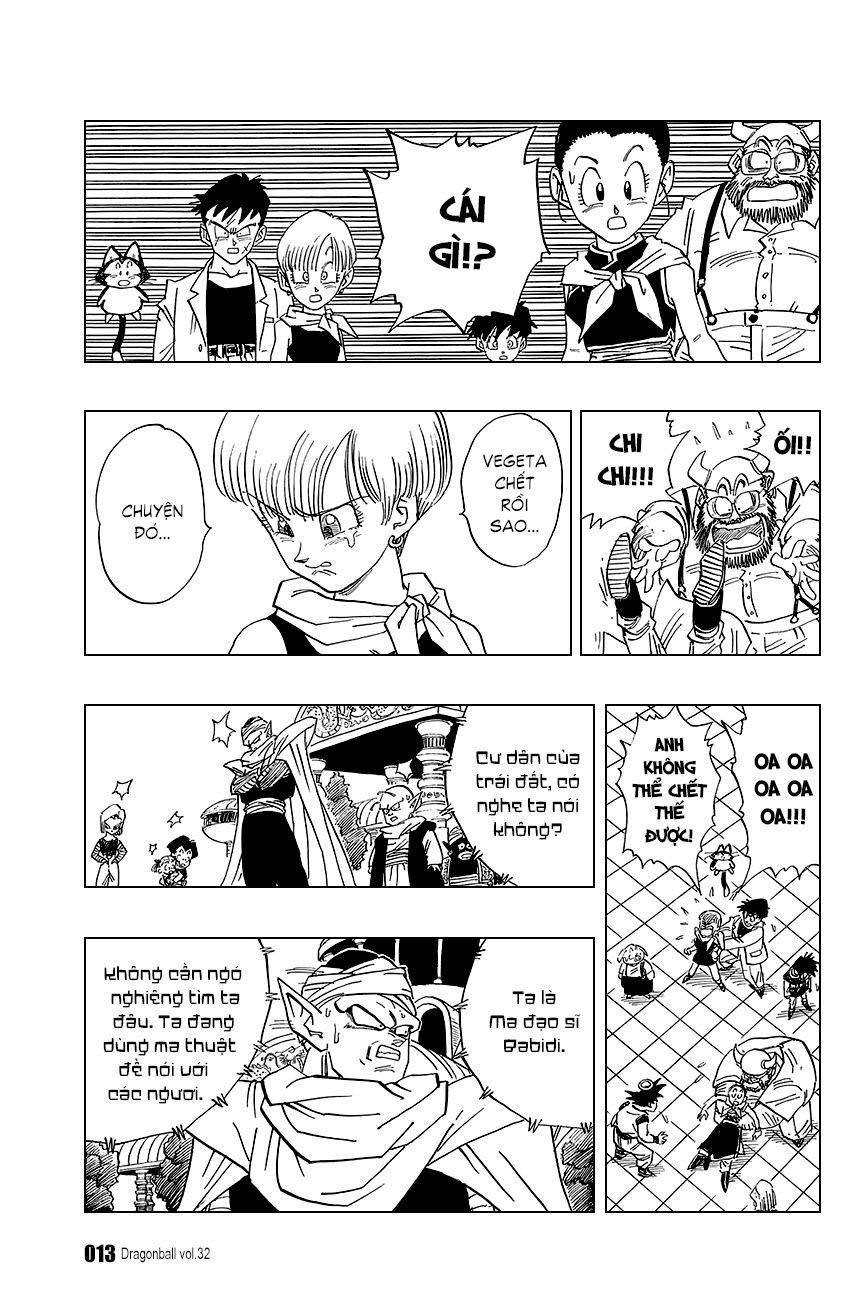 CÁI
GÌ!?
ỐI!!
CHI
CHI!!!
VEGETA
CHẾT
RỒI
SAO...
CHUYỆN
ĐÓ...
OA OA
OA OA
OA!!!
ANH
KHÔNG
THỂ CHẾT
THẾ
ĐƯỢC!
Cư dân của
trái đất, có
nghe ta nói
không?
Ta là
Ma đạo sĩ
Babidi.
Không cần ngó
nghiêng tìm ta
đâu. Ta đang
dùng ma thuật
để nói với
các ngươi.
013 Dragonball vol.32